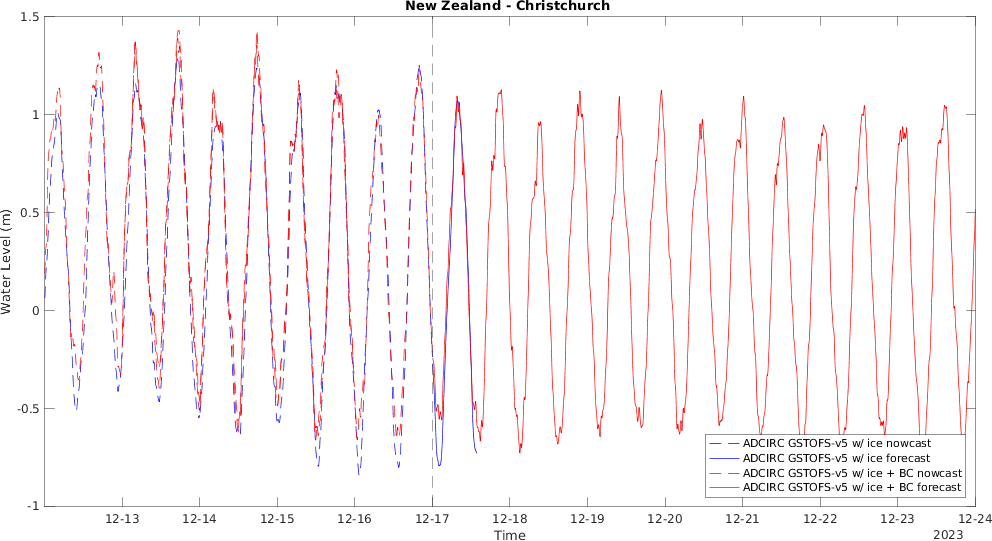 New Zealand - Christchurch
Water Level (m)
1.5
1
0.5
0
-0.5
-1
ADCIRC GSTOFS-v5 w/ ice nowcast
ADCIRC GSTOFS-v5 w/ ice forecast
ADCIRC GSTOFS-v5 w/ ice + BC nowcast
ADCIRC GSTOFS-v5 w/ ice + BC forecast
12-13 12-14 12-15 12-16 12-17 12-18 12-19 12-20 12-21 12-22 12-23 12-24
Time
2023